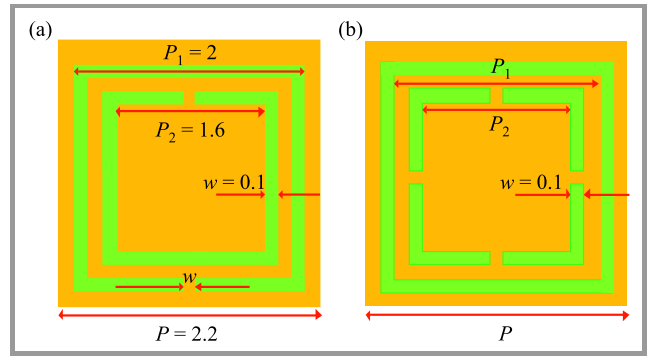 (a)
P₁ = 2
P₂ = 1.6
w = 0.1
w
P = 2.2
(b)
P₁
P₂
w = 0.1
P